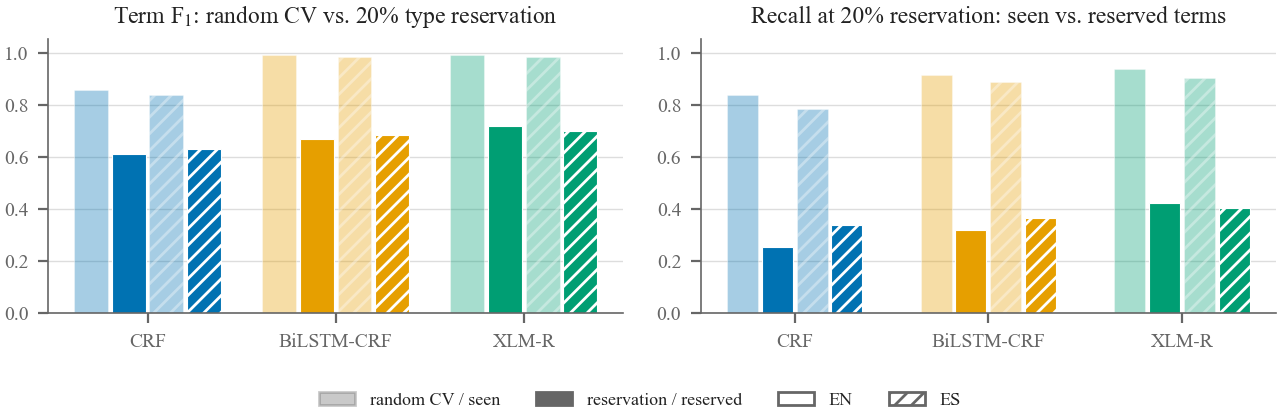 Term F₁: random CV vs. 20% type reservation
1.0
0.8
0.6
0.4
0.2
0.0
CRF
BiLSTM-CRF
XLM-R
Recall at 20% reservation: seen vs. reserved terms
1.0
0.8
0.6
0.4
0.2
0.0
CRF
BiLSTM-CRF
XLM-R
random CV / seen
reservation / reserved
EN
ES